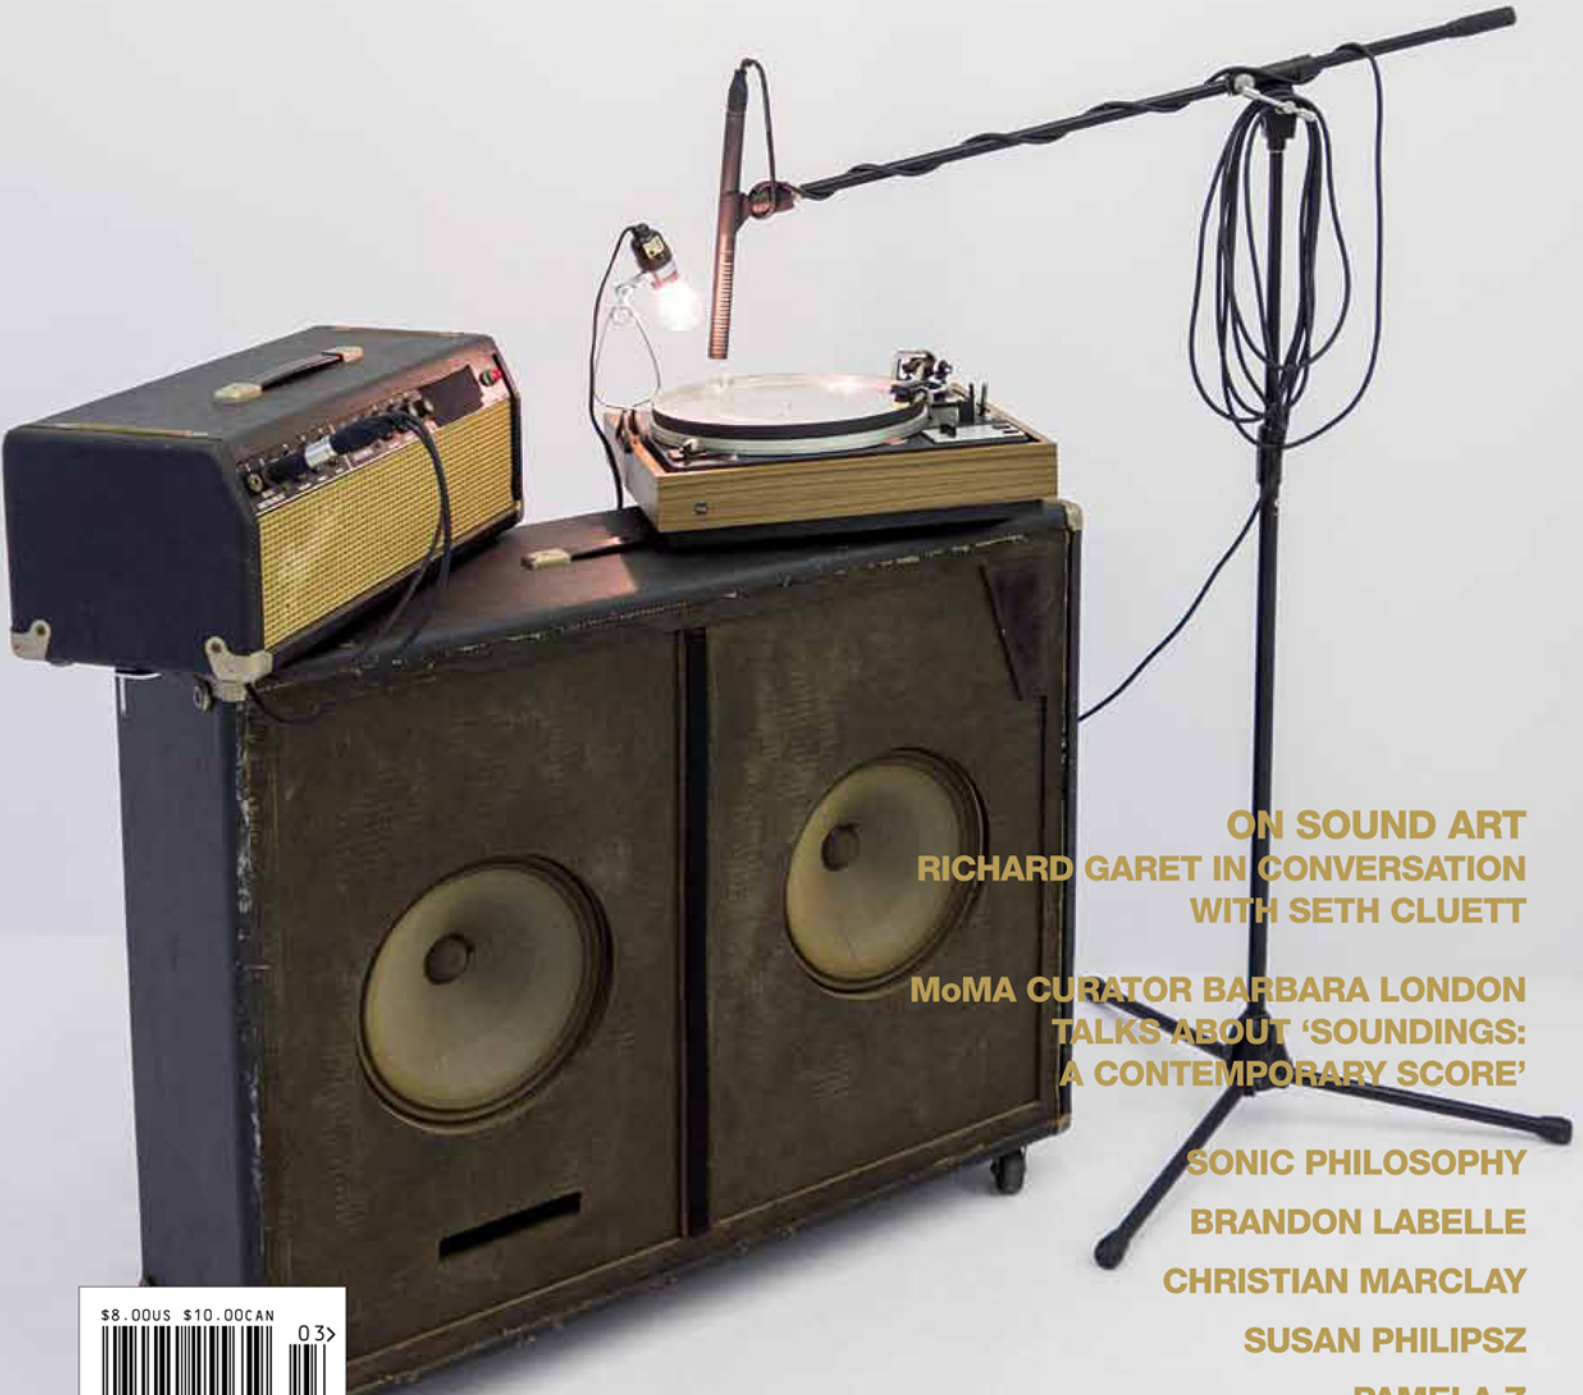 ON SOUND ART
RICHARD GARET IN CONVERSATION
WITH SETH CLUETT
MoMA CURATOR BARBARA LONDON
TALKS ABOUT ‘SOUNDINGS:
A CONTEMPORARY SCORE’
SONIC PHILOSOPHY
BRANDON LABELLE
CHRISTIAN MARCLAY
SUSAN PHILIPSZ
PAMELA Z
$8.00US $10.00CAN
03>